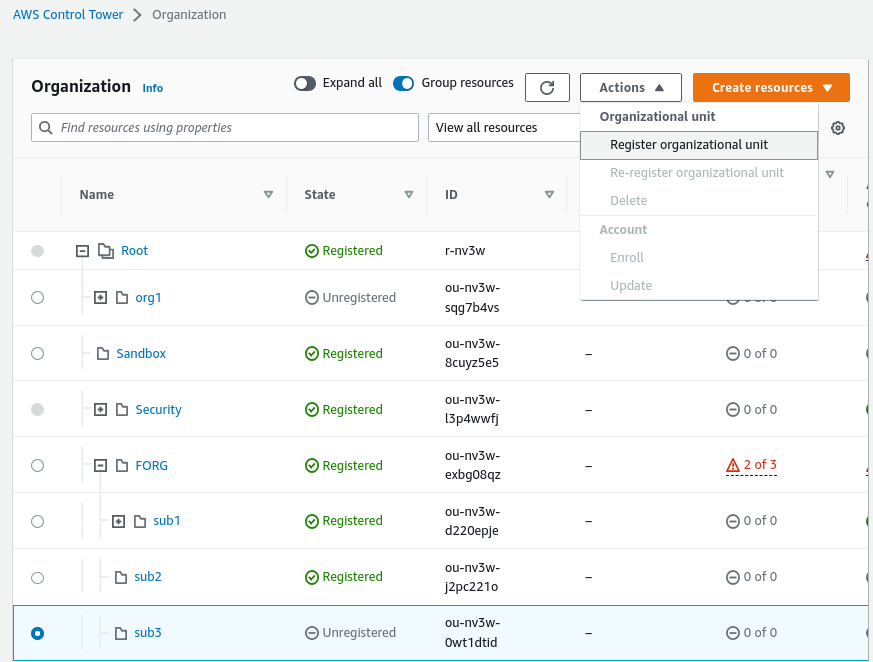 AWS Control Tower > Organization
Organization Info
Expand all
Group resources
Actions
Create resources
Find resources using properties
View all resources
Organizational unit
Register organizational unit
Re-register organizational unit
Delete
Account
Enroll
Update
Name State ID
Root Registered r-nv3w
org1 Unregistered ou-nv3w-
sqg7b4vs
Sandbox Registered ou-nv3w-
8cuyz5e5 – 0 of 0
Security Registered ou-nv3w-
l3p4wwfj – 0 of 0
FORG Registered ou-nv3w-
exbg08qz – 2 of 3
sub1 Registered ou-nv3w-
d220epje – 0 of 0
sub2 Registered ou-nv3w-
j2pc221o – 0 of 0
sub3 Unregistered ou-nv3w-
0wt1dtid – 0 of 0